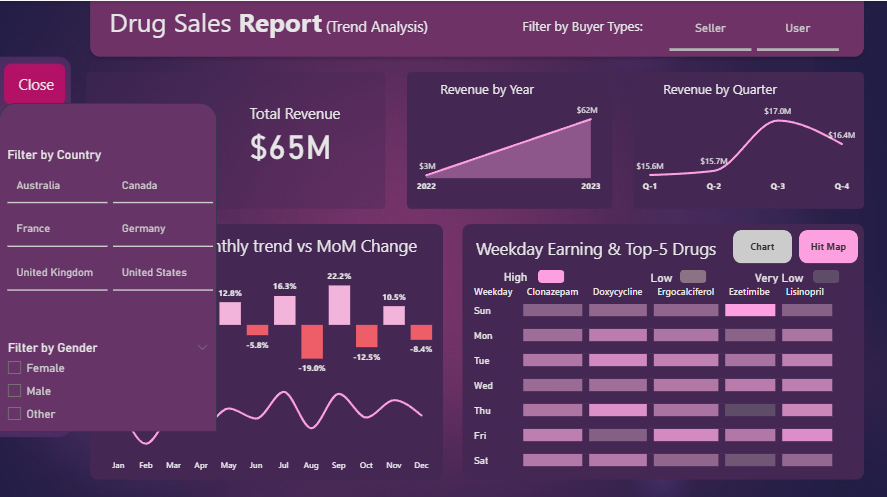 Drug Sales Report (Trend Analysis)
Filter by Buyer Types:
Seller
User
Close
Filter by Country
Australia
Canada
France
Germany
United Kingdom
United States
Filter by Gender
Female
Male
Other
Total Revenue
$65M
Revenue by Year
$62M
$3M
2022
2023
Revenue by Quarter
$17.0M
$16.4M
$15.7M
$15.6M
Q-1
Q-2
Q-3
Q-4
nthly trend vs MoM Change
22.2%
16.3%
12.8%
10.5%
-5.8%
-8.4%
-12.5%
-19.0%
Jan Feb Mar Apr May Jun Jul Aug Sep Oct Nov Dec
Weekday Earning & Top-5 Drugs
Chart
Hit Map
High
Low
Very Low
Weekday Clonazepam Doxycycline Ergocalciferol Ezetimibe Lisinopril
Sun
Mon
Tue
Wed
Thu
Fri
Sat